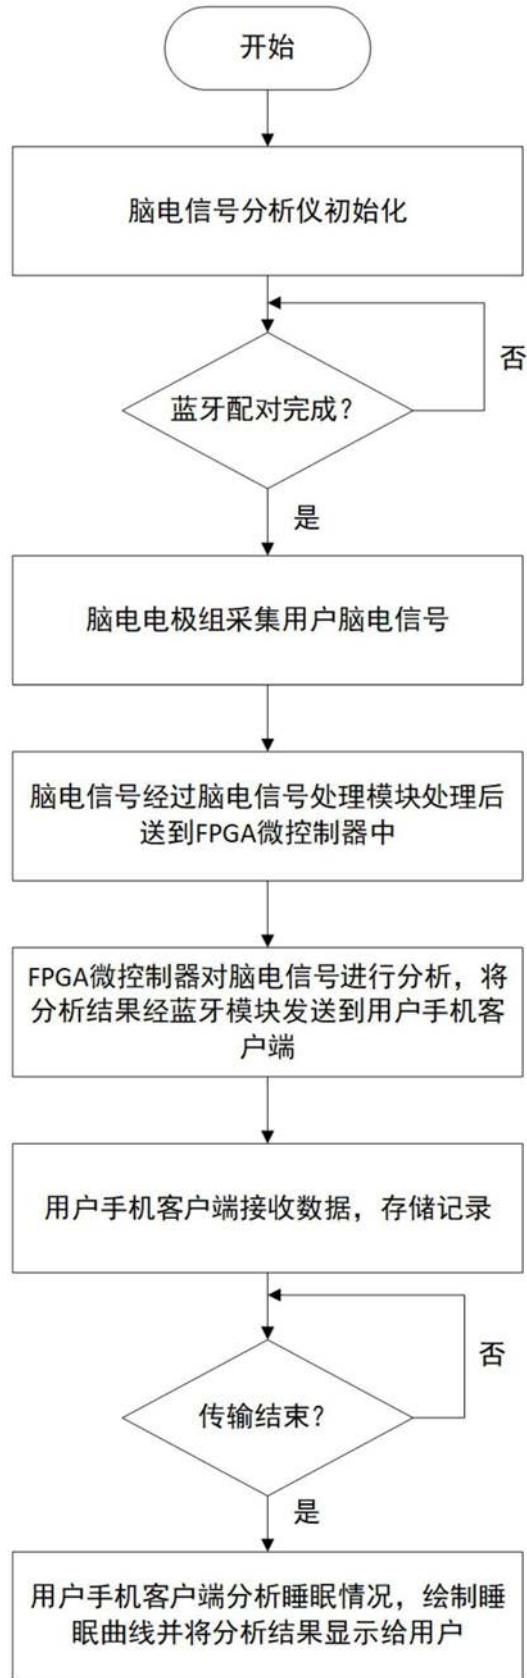 开始
脑电信号分析仪初始化
否
蓝牙配对完成？
是
脑电电极组采集用户脑电信号
脑电信号经过脑电信号处理模块处理后
送到FPGA微控制器中
FPGA微控制器对脑电信号进行分析，将
分析结果经蓝牙模块发送到用户手机客
户端
用户手机客户端接收数据，存储记录
否
传输结束？
是
用户手机客户端分析睡眠情况，绘制睡
眠曲线并将分析结果显示给用户